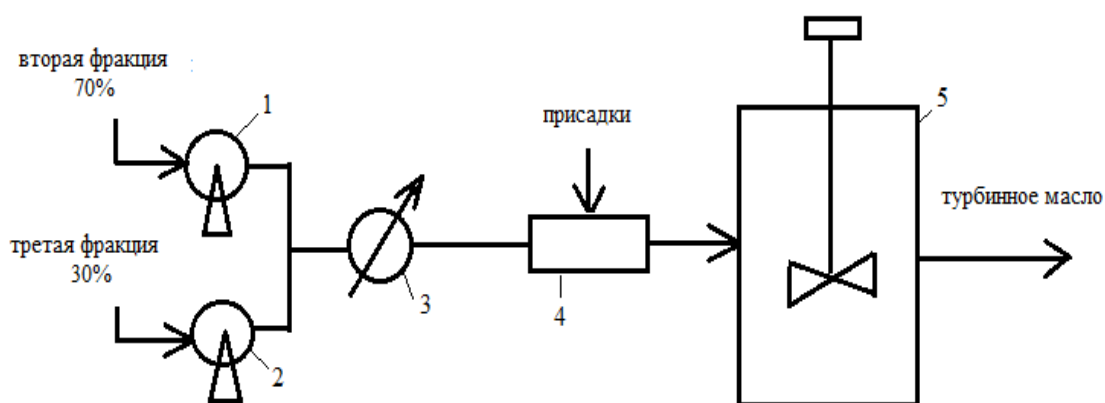 вторая фракция
70%
1
третая фракция
30%
2
3
присадки
4
5
турбинное масло